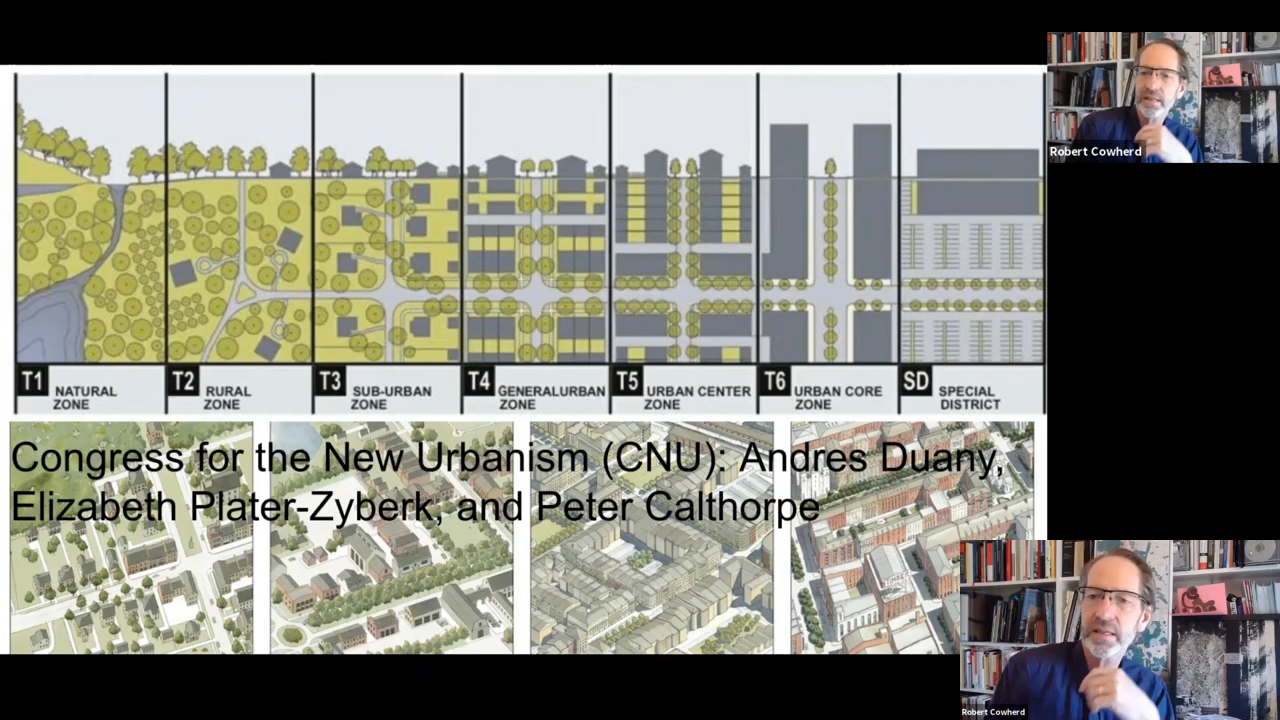 Robert Cowherd
T1 NATURAL ZONE
T2 RURAL ZONE
T3 SUB-URBAN ZONE
T4 GENERALURBAN ZONE
T5 URBAN CENTER ZONE
T6 URBAN CORE ZONE
SD SPECIAL DISTRICT
Congress for the New Urbanism (CNU): Andres Duany,
Elizabeth Plater-Zyberk, and Peter Calthorpe
Robert Cowherd